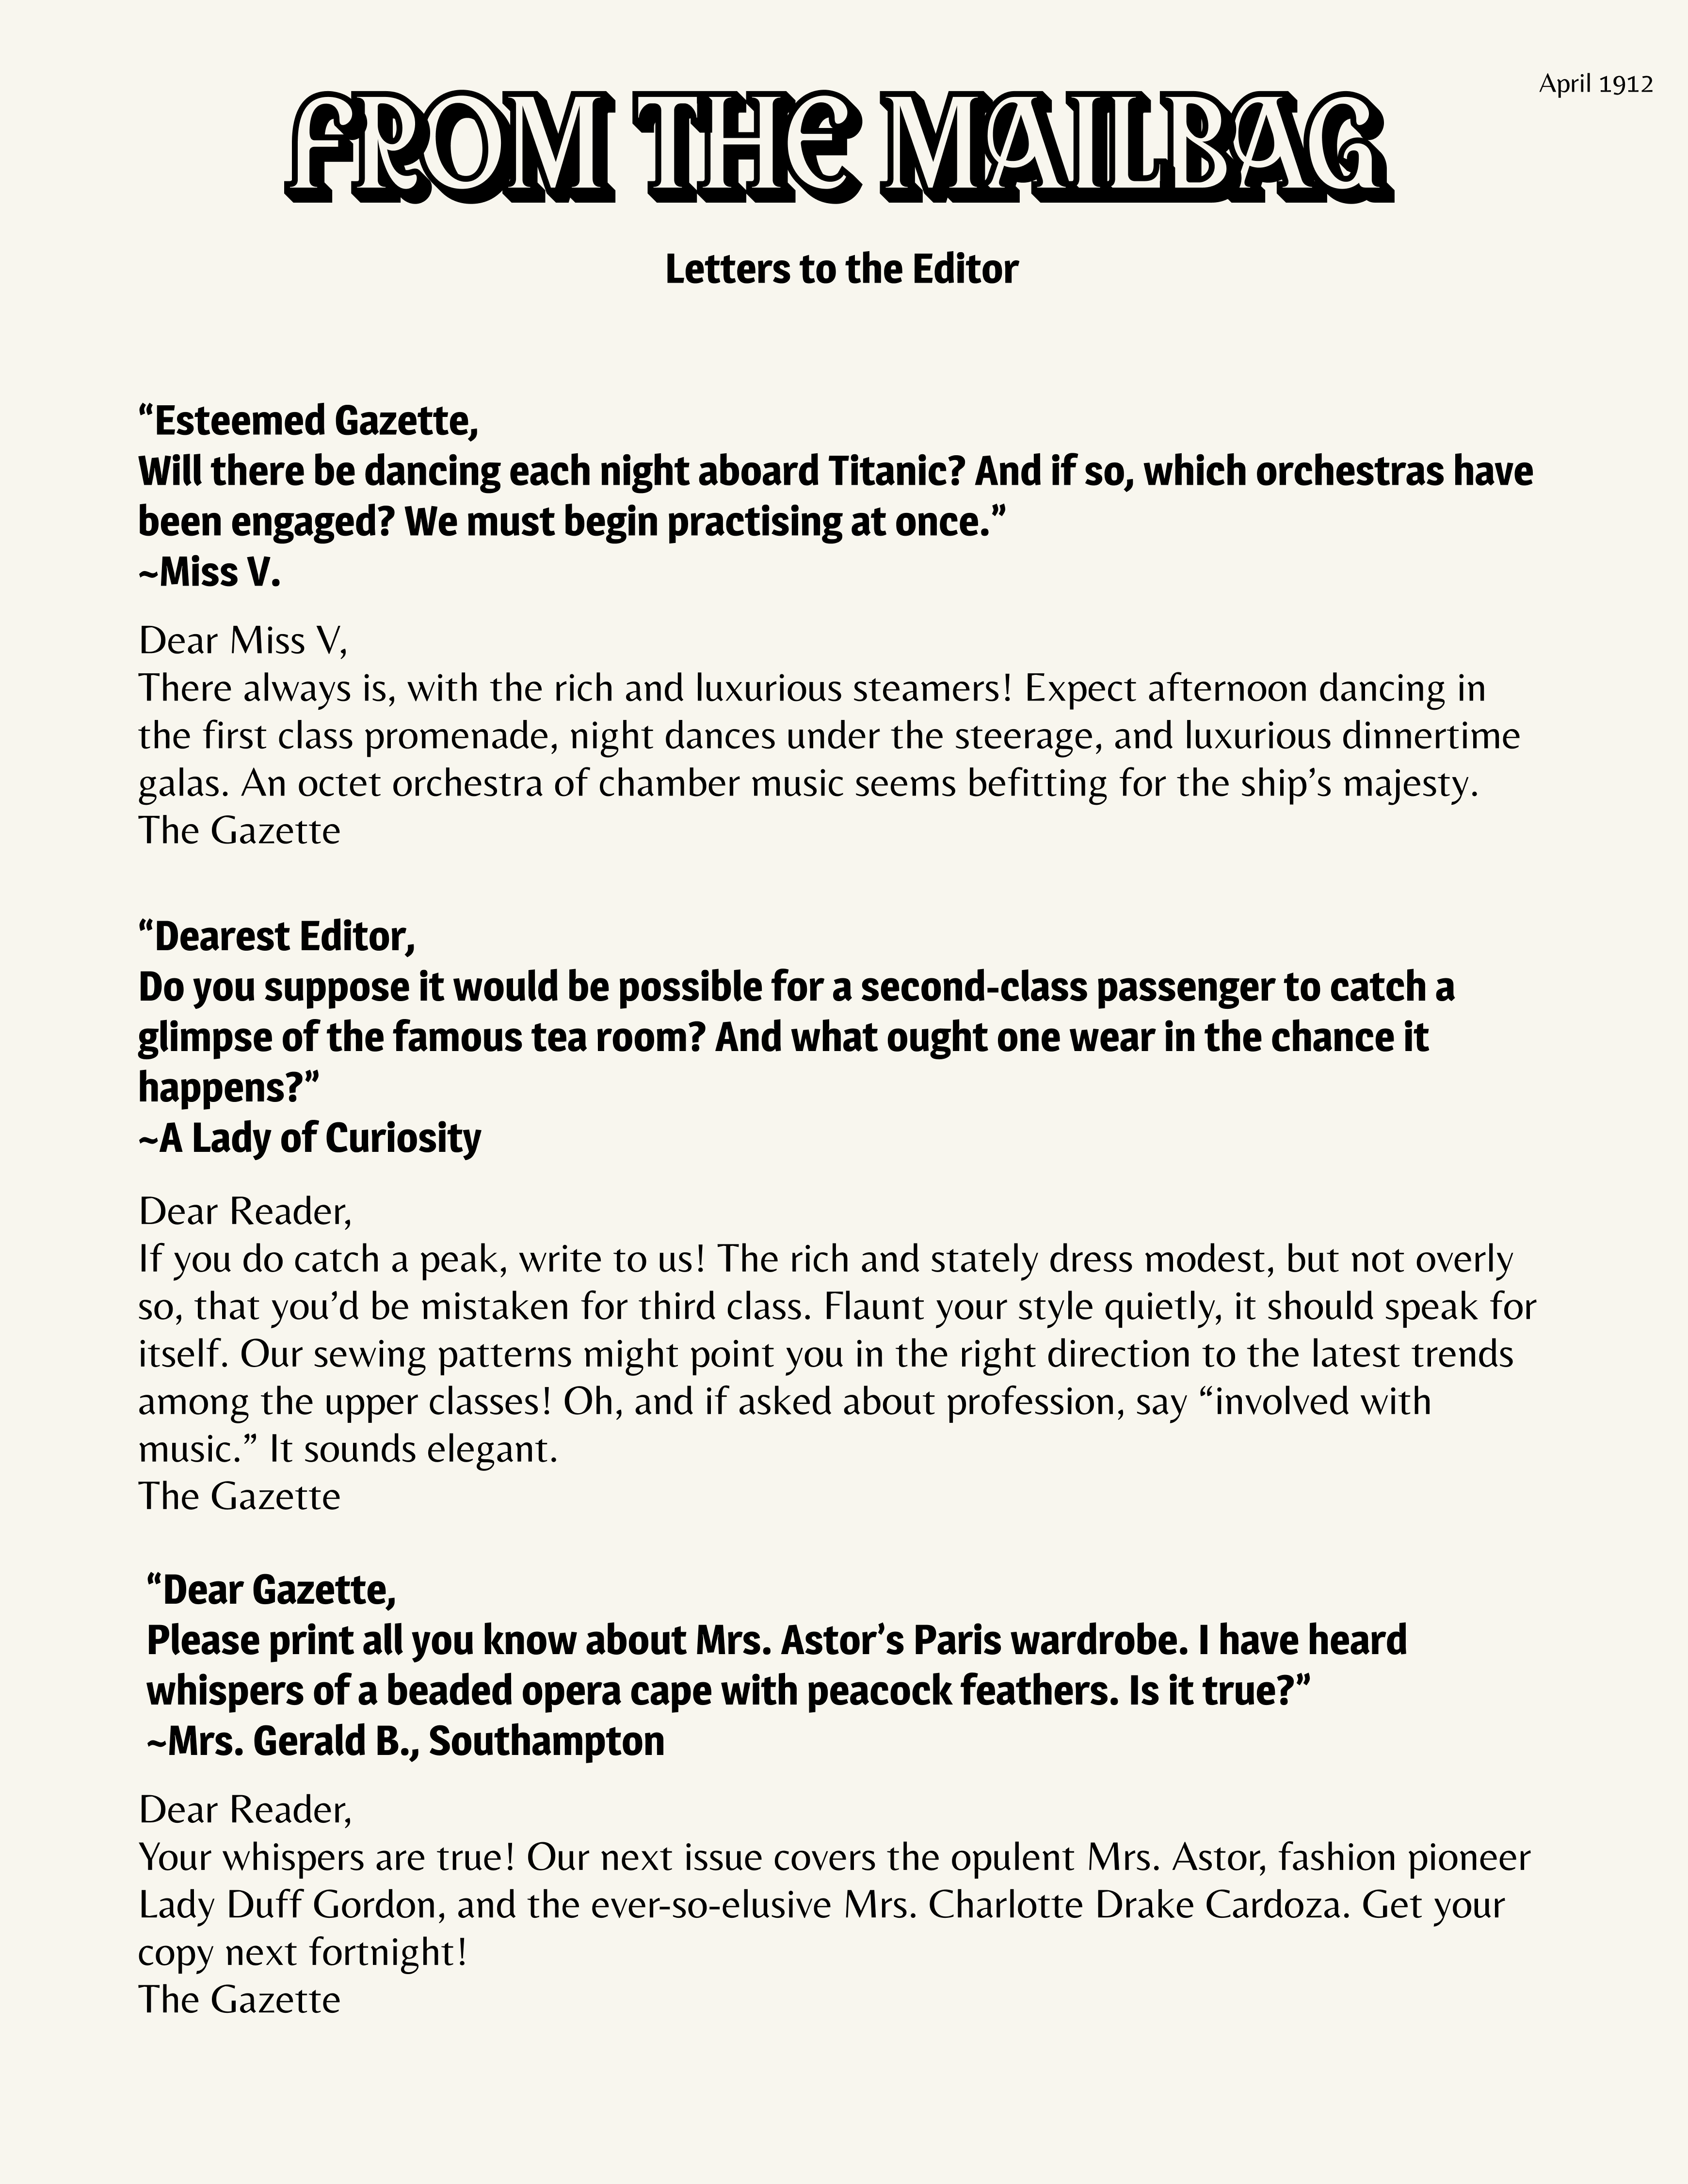 April 1912
FROM THE MAILBAG
Letters to the Editor
“Esteemed Gazette,
Will there be dancing each night aboard Titanic? And if so, which orchestras have
been engaged? We must begin practising at once.”
~Miss V.
Dear Miss V,
There always is, with the rich and luxurious steamers! Expect afternoon dancing in
the first class promenade, night dances under the steerage, and luxurious dinnertime
galas. An octet orchestra of chamber music seems befitting for the ship’s majesty.
The Gazette
“Dearest Editor,
Do you suppose it would be possible for a second-class passenger to catch a
glimpse of the famous tea room? And what ought one wear in the chance it
happens?”
~A Lady of Curiosity
Dear Reader,
If you do catch a peak, write to us! The rich and stately dress modest, but not overly
so, that you’d be mistaken for third class. Flaunt your style quietly, it should speak for
itself. Our sewing patterns might point you in the right direction to the latest trends
among the upper classes! Oh, and if asked about profession, say “involved with
music.” It sounds elegant.
The Gazette
“Dear Gazette,
Please print all you know about Mrs. Astor’s Paris wardrobe. I have heard
whispers of a beaded opera cape with peacock feathers. Is it true?”
~Mrs. Gerald B., Southampton
Dear Reader,
Your whispers are true! Our next issue covers the opulent Mrs. Astor, fashion pioneer
Lady Duff Gordon, and the ever-so-elusive Mrs. Charlotte Drake Cardoza. Get your
copy next fortnight!
The Gazette